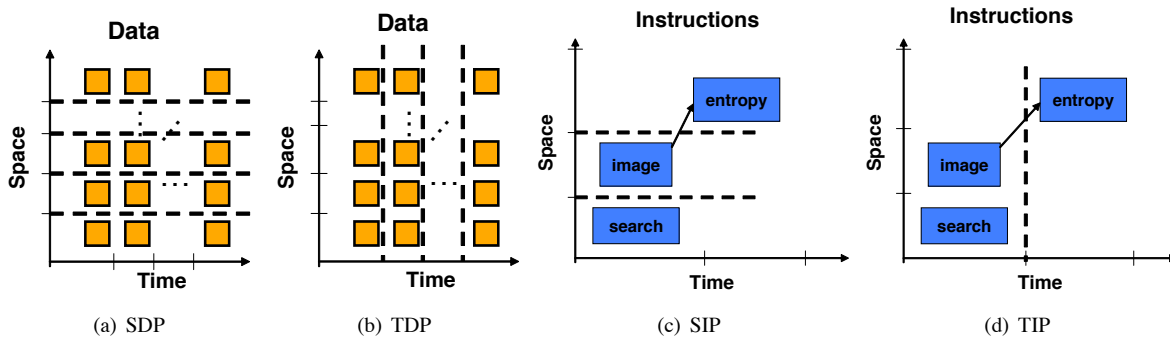 Data
Space
Time
(a) SDP
Data
Space
Time
(b) TDP
Instructions
entropy
image
search
Space
Time
(c) SIP
Instructions
entropy
image
search
Space
Time
(d) TIP